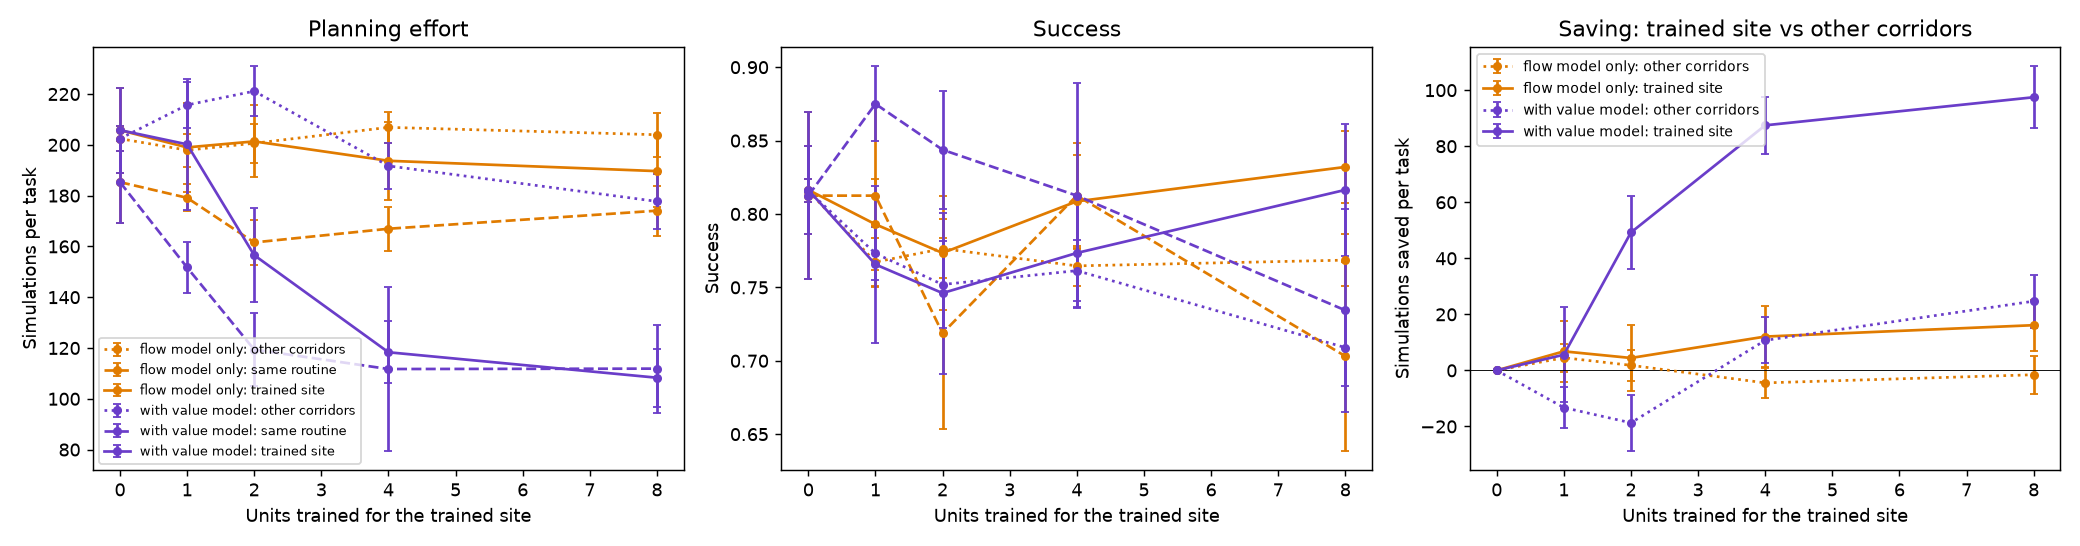 Planning effort
Simulations per task
220
200
180
160
140
120
100
80
flow model only: other corridors
flow model only: same routine
flow model only: trained site
with value model: other corridors
with value model: same routine
with value model: trained site
0 1 2 3 4 5 6 7 8
Units trained for the trained site
Success
Success
0.90
0.85
0.80
0.75
0.70
0.65
0 1 2 3 4 5 6 7 8
Units trained for the trained site
Saving: trained site vs other corridors
Simulations saved per task
flow model only: other corridors
flow model only: trained site
with value model: other corridors
with value model: trained site
100
80
60
40
20
0
−20
0 1 2 3 4 5 6 7 8
Units trained for the trained site